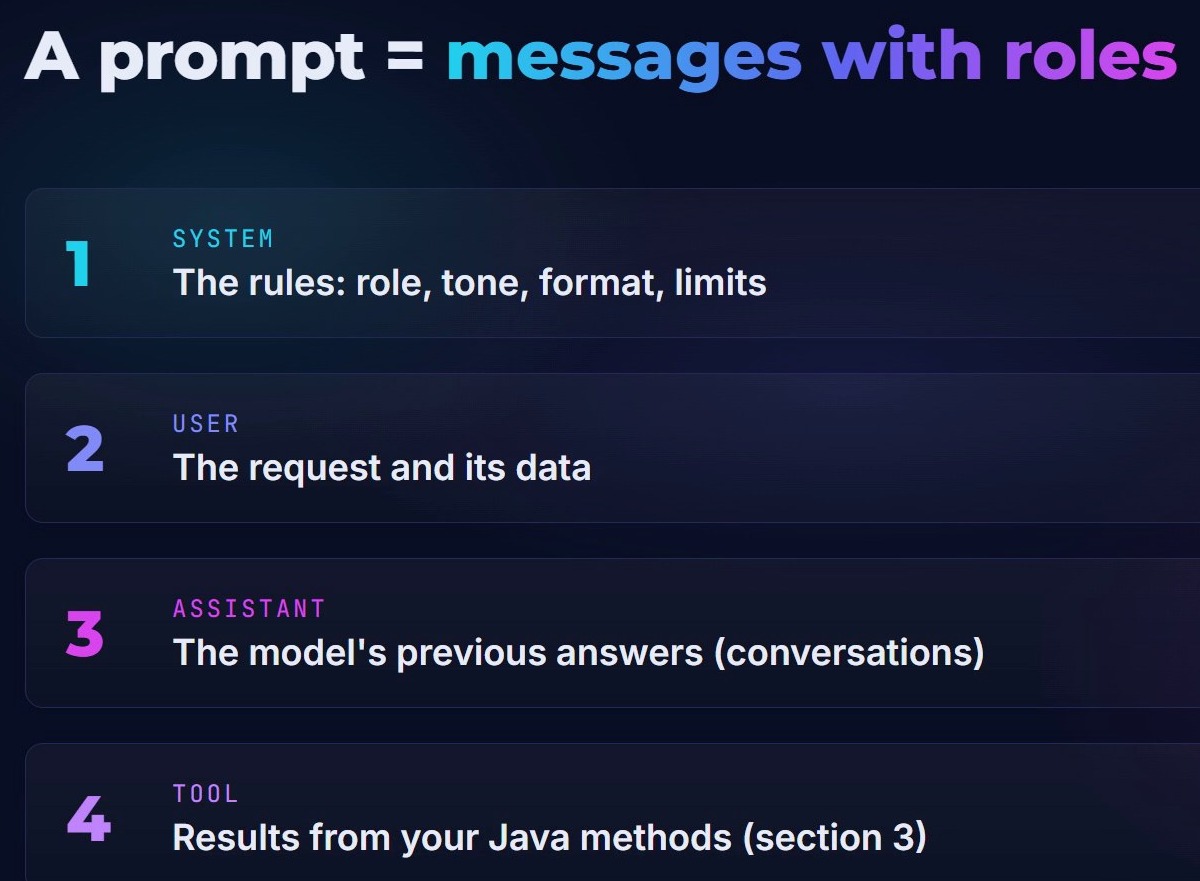 A prompt = messages with roles
1
SYSTEM
The rules: role, tone, format, limits
2
USER
The request and its data
3
ASSISTANT
The model's previous answers (conversations)
4
TOOL
Results from your Java methods (section 3)